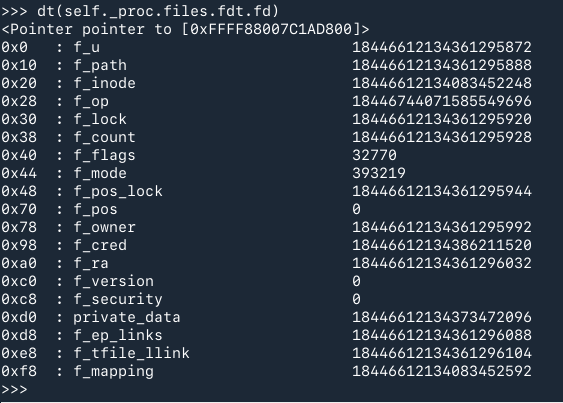 >>> dt(self._proc.files.fdt.fd)
<Pointer pointer to [0xFFFF88007C1AD800]>
0x0 : f_u 18446612134361295872
0x10 : f_path 18446612134361295888
0x20 : f_inode 18446612134083452248
0x28 : f_op 18446744071585549696
0x30 : f_lock 18446612134361295920
0x38 : f_count 18446612134361295928
0x40 : f_flags 32770
0x44 : f_mode 393219
0x48 : f_pos_lock 18446612134361295944
0x70 : f_pos 0
0x78 : f_owner 18446612134361295992
0x98 : f_cred 18446612134386211520
0xa0 : f_ra 18446612134361296032
0xc0 : f_version 0
0xc8 : f_security 0
0xd0 : private_data 18446612134373472096
0xd8 : f_ep_links 18446612134361296088
0xe8 : f_tfile_llink 18446612134361296104
0xf8 : f_mapping 18446612134083452592
>>>